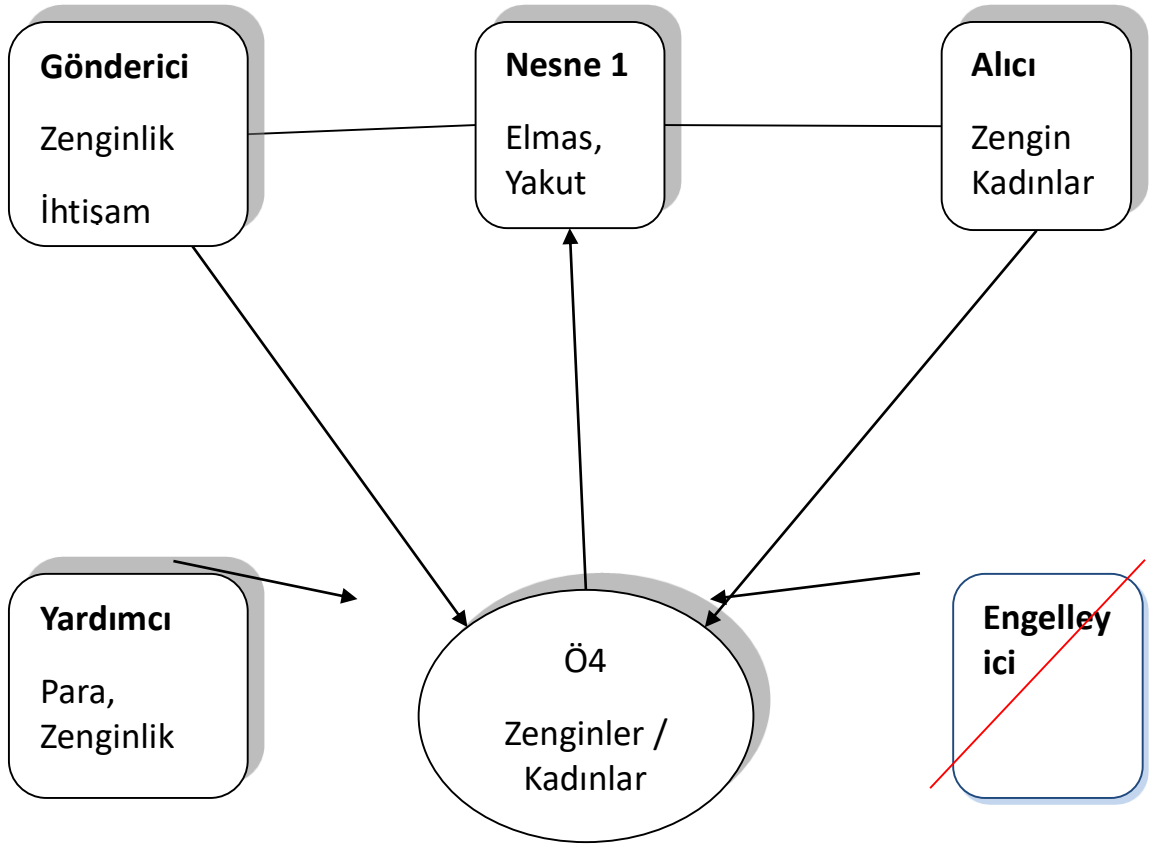 Gönderici
Zenginlik
İhtişam
Nesne 1
Elmas,
Yakut
Alıcı
Zengin
Kadınlar
Yardımcı
Para,
Zenginlik
Ö4
Zenginler /
Kadınlar
Engelley
ici